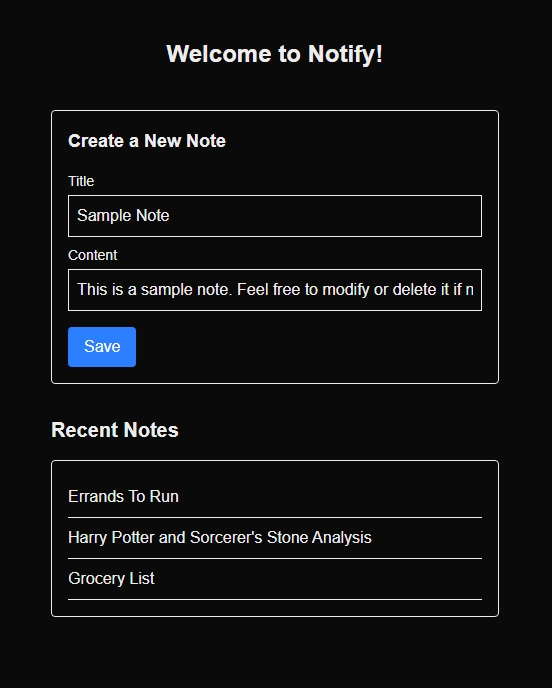 Welcome to Notify!
Create a New Note
Title
Sample Note
Content
This is a sample note. Feel free to modify or delete it if
Save
Recent Notes
Errands To Run
Harry Potter and Sorcerer's Stone Analysis
Grocery List